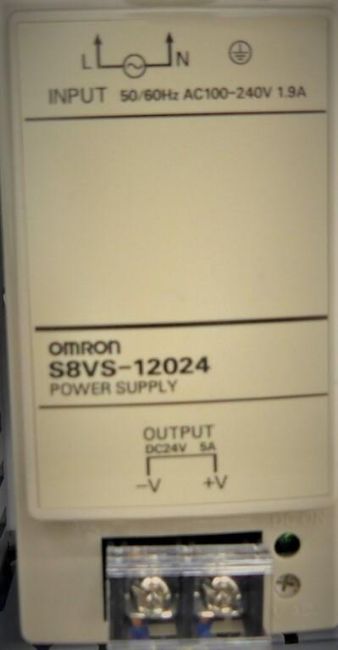 L N
INPUT 50/60Hz AC100-240V 1.9A
OMRON
S8VS-12024
POWER SUPPLY
OUTPUT
DC24V 5A
-V +V